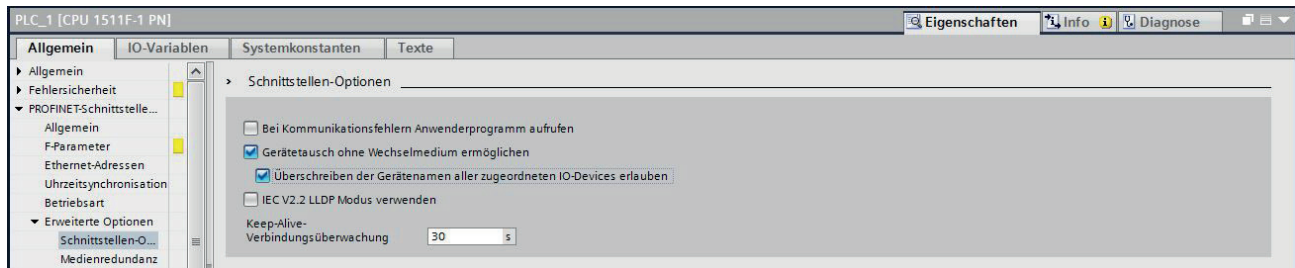 PLC_1 [CPU 1511F-1 PN]
Eigenschaften Info Diagnose
Allgemein IO-Variablen Systemkonstanten Texte
Allgemein
Fehlersicherheit
PROFINET-Schnittstelle...
Allgemein
F-Parameter
Ethernet-Adressen
Uhrzeitsynchronisation
Betriebsart
Erweiterte Optionen
Schnittstellen-O...
Medienredundanz
Schnittstellen-Optionen
Bei Kommunikationsfehlern Anwenderprogramm aufrufen
Gerätetausch ohne Wechselmedium ermöglichen
Überschreiben der Gerätenamen aller zugeordneten IO-Devices erlauben
IEC V2.2 LLDP Modus verwenden
Keep-Alive-
Verbindungsüberwachung 30 s